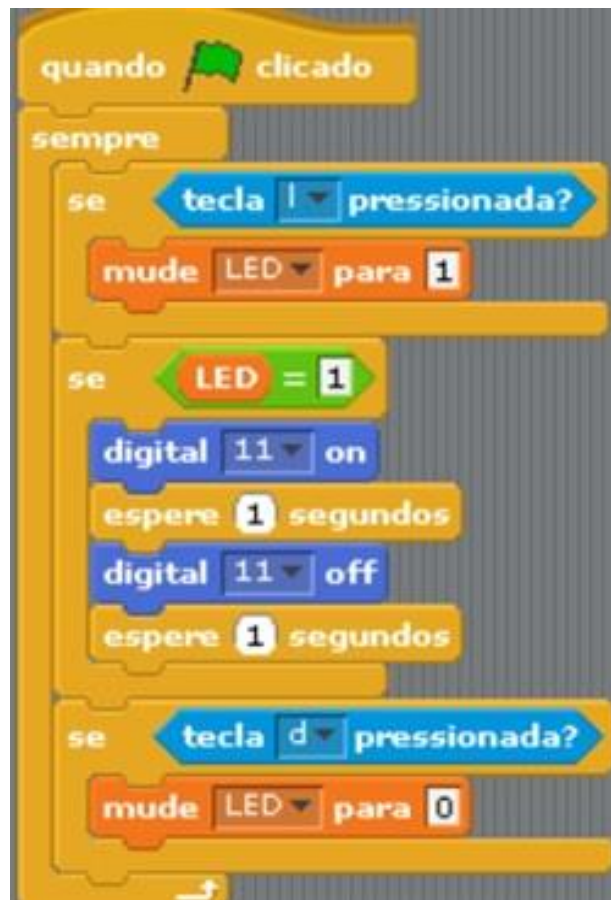 quando clicado
sempre
se tecla l pressionada?
mude LED para 1
se LED = 1
digital 11 on
espere 1 segundos
digital 11 off
espere 1 segundos
se tecla d pressionada?
mude LED para 0